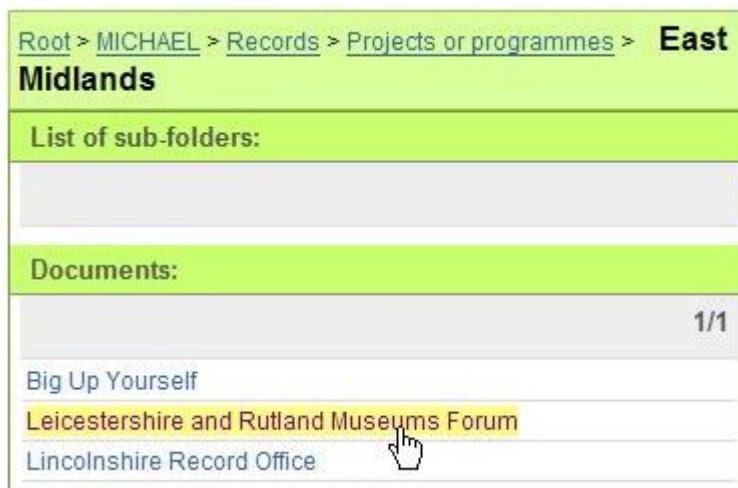 Root > MICHAEL > Records > Projects or programmes > East
Midlands
List of sub-folders:
Documents:
1/1
Big Up Yourself
Leicestershire and Rutland Museums Forum
Lincolnshire Record Office